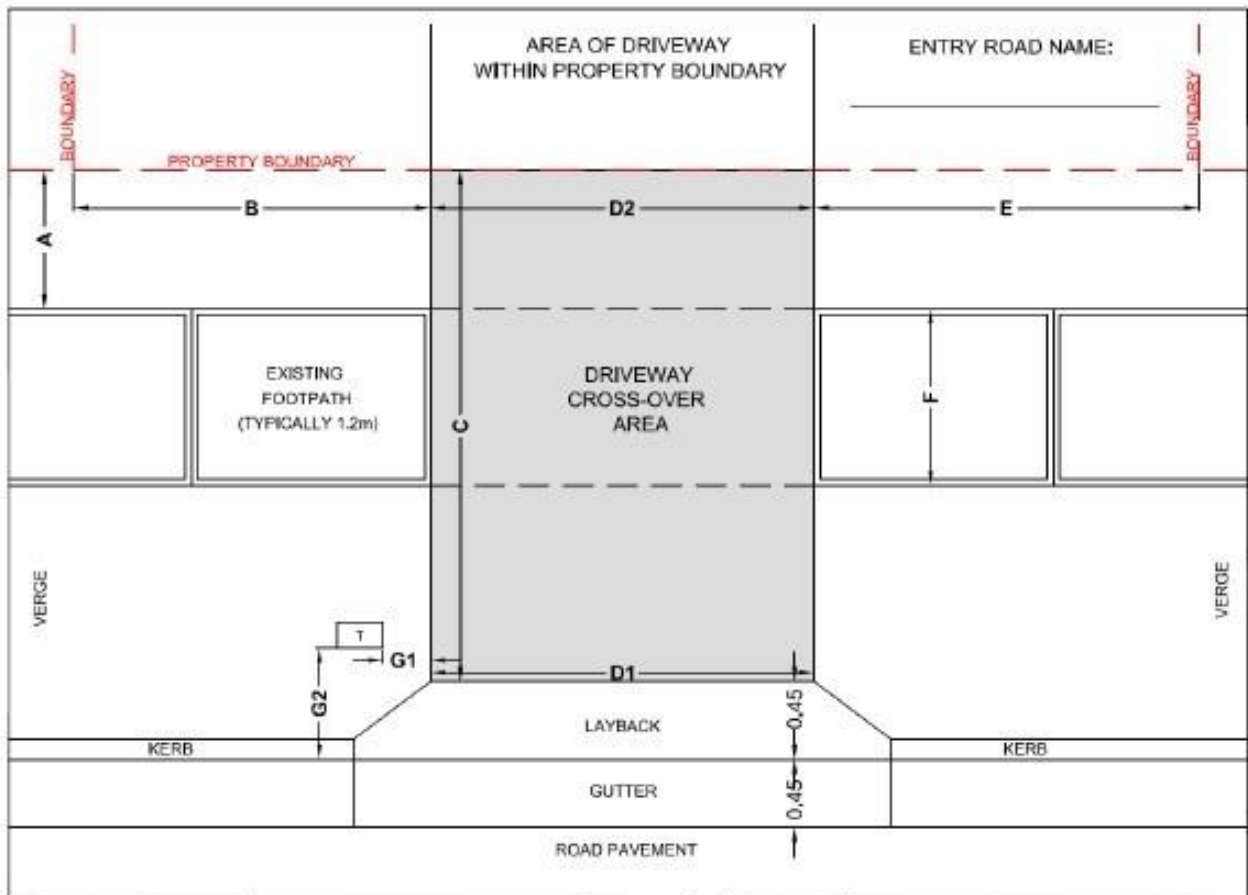 AREA OF DRIVEWAY
WITHIN PROPERTY BOUNDARY
ENTRY ROAD NAME:
BOUNDARY
BOUNDARY
PROPERTY BOUNDARY
B
D2
E
A
EXISTING
FOOTPATH
(TYPICALLY 1.2m)
DRIVEWAY
CROSS-OVER
AREA
C
F
VERGE
VERGE
T
G1
D1
G2
LAYBACK
0.45
KERB
KERB
GUTTER
0.45
ROAD PAVEMENT